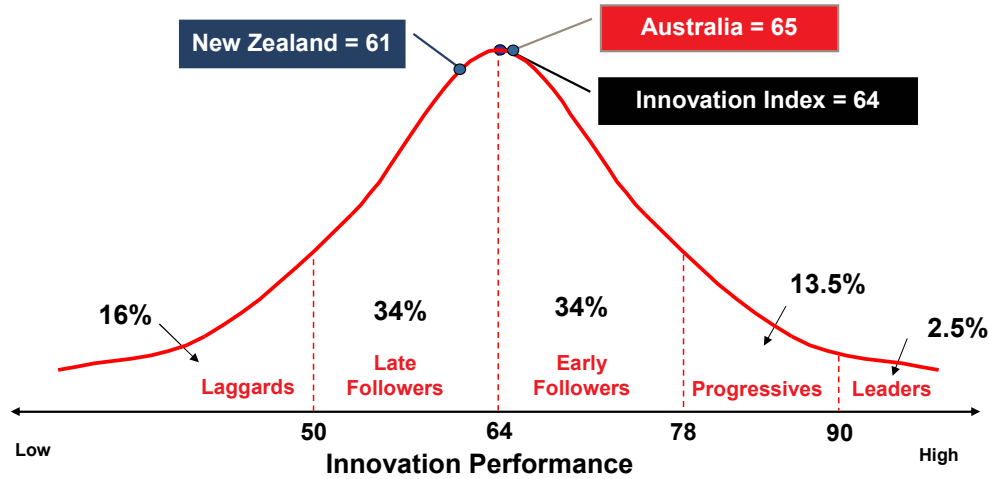 New Zealand = 61
Australia = 65
Innovation Index = 64
16%
34%
34%
13.5%
2.5%
Laggards
Late
Followers
Early
Followers
Progressives
Leaders
50
64
78
90
Low
Innovation Performance
High